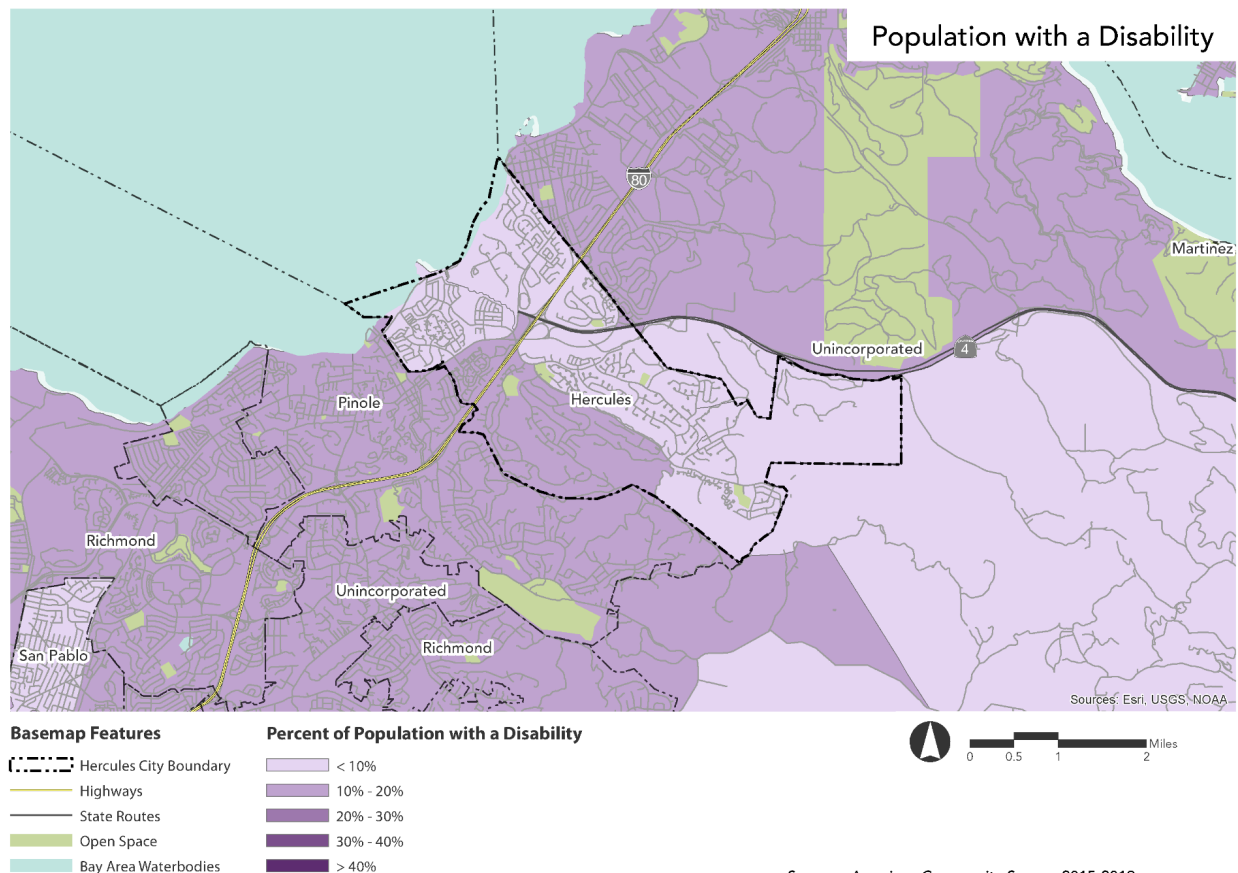 Population with a Disability
80
Martinez
Unincorporated
4
Hercules
Pinole
Richmond
Unincorporated
Richmond
San Pablo
Sources: Esri, USGS, NOAA
Basemap Features
Hercules City Boundary
Highways
State Routes
Open Space
Bay Area Waterbodies
Percent of Population with a Disability
< 10%
10% - 20%
20% - 30%
30% - 40%
> 40%
0 0.5 1 2 Miles